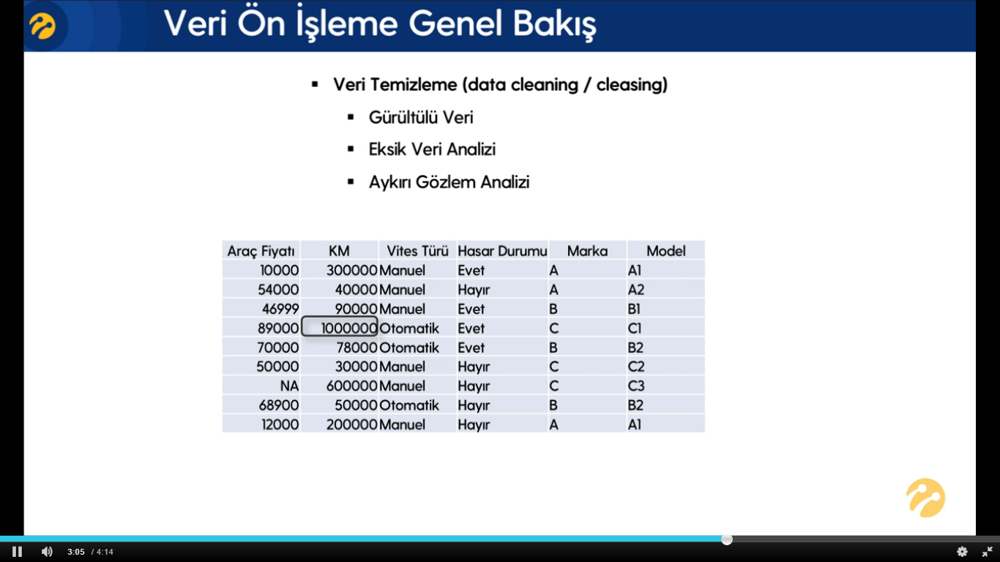 Veri Ön İşleme Genel Bakış
▪ Veri Temizleme (data cleaning / cleasing)
▪ Gürültülü Veri
▪ Eksik Veri Analizi
▪ Aykırı Gözlem Analizi
Araç Fiyatı KM Vites Türü Hasar Durumu Marka Model
10000 300000 Manuel Evet A A1
54000 40000 Manuel Hayır A A2
46999 90000 Manuel Evet B B1
89000 1000000 Otomatik Evet C C1
70000 78000 Otomatik Evet B B2
50000 30000 Manuel Hayır C C2
NA 600000 Manuel Hayır C C3
68900 50000 Otomatik Hayır B B2
12000 200000 Manuel Hayır A A1
3:05 / 4:14